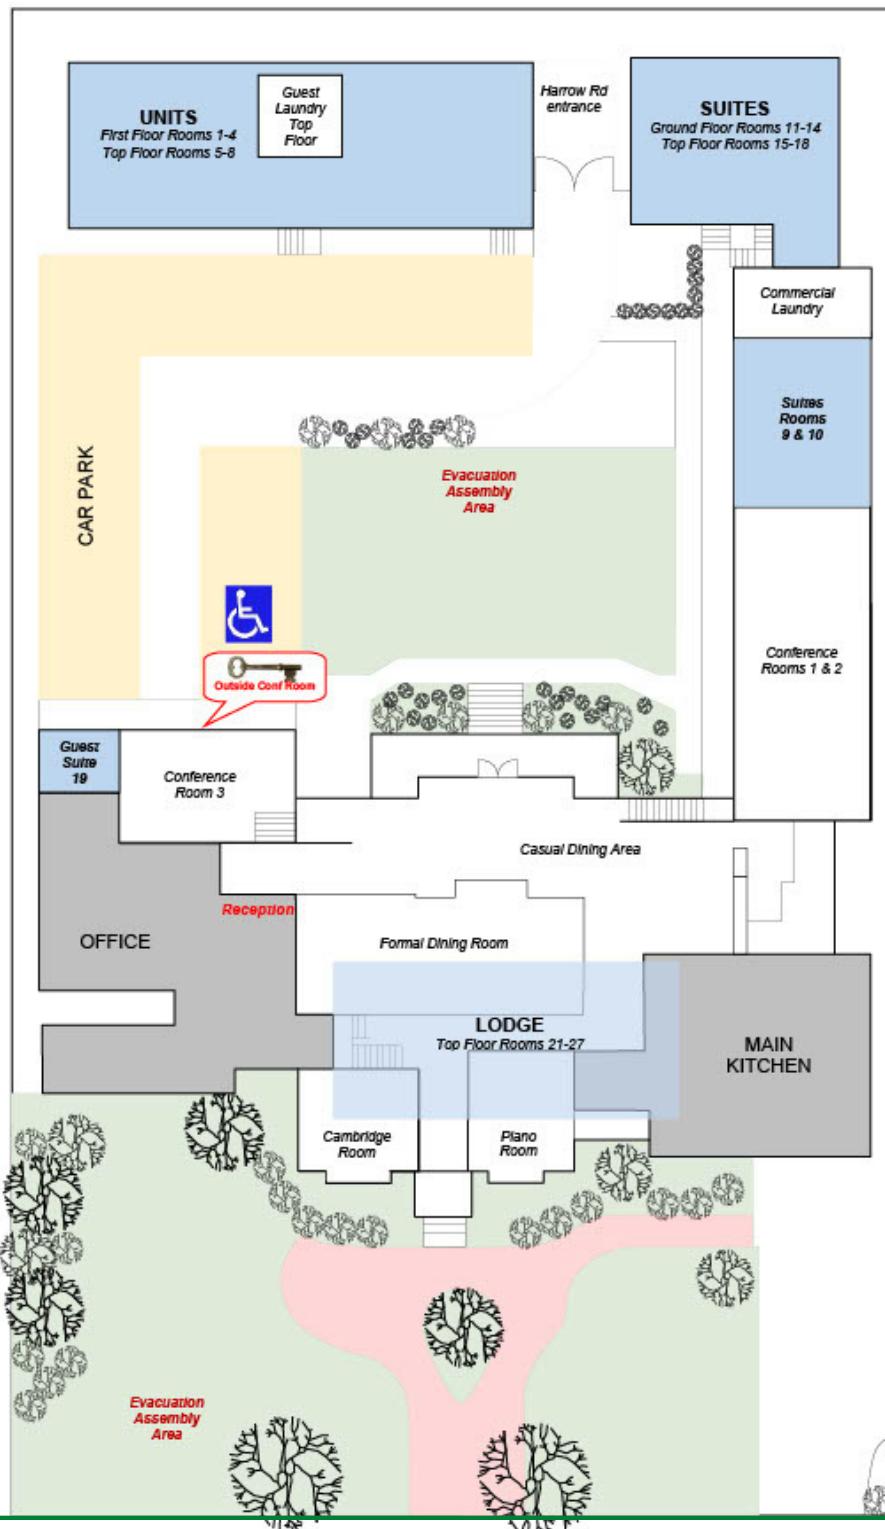 UNITS
First Floor Rooms 1-4
Top Floor Rooms 5-8
Guest
Laundry
Top
Floor
Harrow Rd
entrance
SUITES
Ground Floor Rooms 11-14
Top Floor Rooms 15-18
Commercial
Laundry
Suites
Rooms
9 & 10
CAR PARK
Evacuation
Assembly
Area
Outside Conf Room
Conference
Rooms 1 & 2
Guest
Suite
19
Conference
Room 3
Casual Dining Area
Reception
OFFICE
Formal Dining Room
LODGE
Top Floor Rooms 21-27
MAIN
KITCHEN
Cambridge
Room
Piano
Room
Evacuation
Assembly
Area